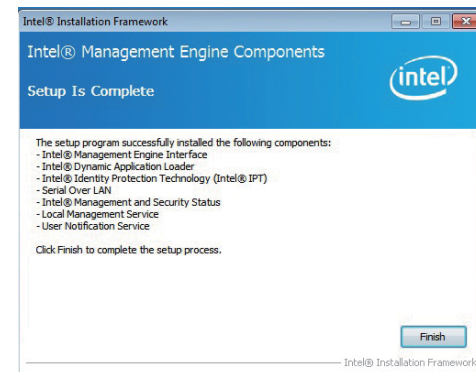 Intel® Installation Framework
Intel® Management Engine Components
Setup Is Complete
intel
The setup program successfully installed the following components:
- Intel® Management Engine Interface
- Intel® Dynamic Application Loader
- Intel® Identity Protection Technology (Intel® IPT)
- Serial Over LAN
- Intel® Management and Security Status
- Local Management Service
- User Notification Service
Click Finish to complete the setup process.
Finish
Intel® Installation Framework